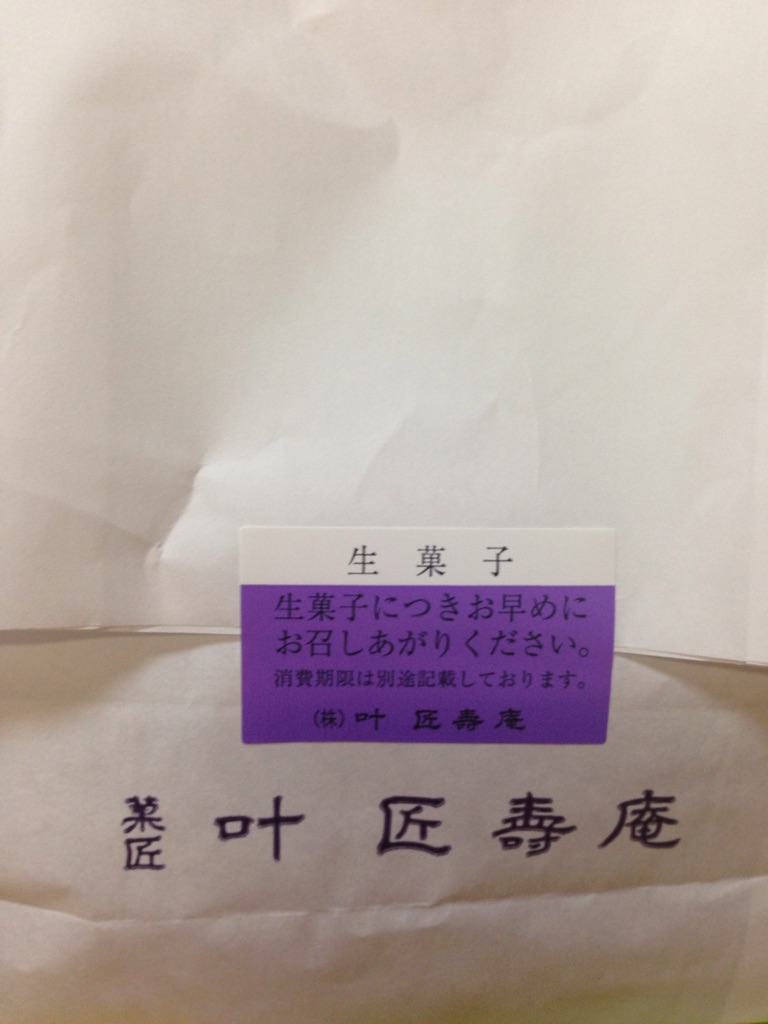 生菓子
生菓子につきお早めに
お召しあがりください。
消費期限は別途記載しております。
(株)叶 匠壽庵
菓匠 叶 匠壽庵